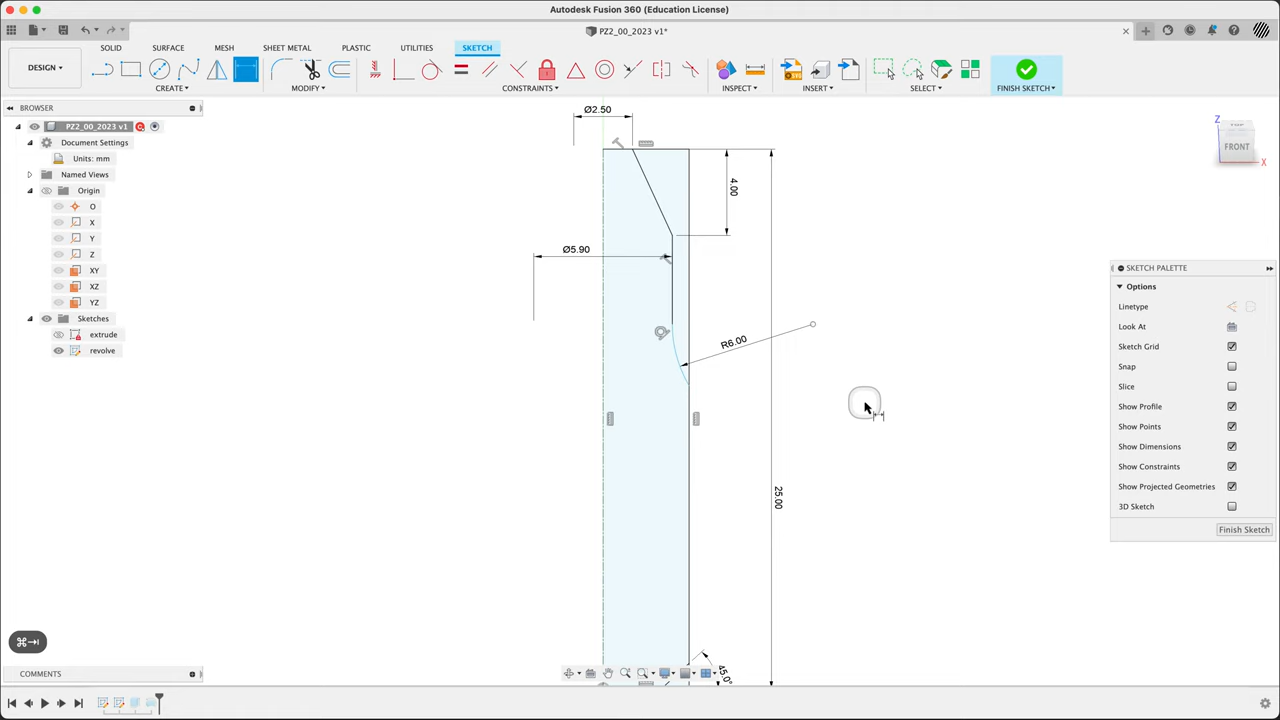 Autodesk Fusion 360 (Education License)
PZ2_00_2023 v1*
DESIGN
SOLID SURFACE MESH SHEET METAL PLASTIC UTILITIES SKETCH
CREATE MODIFY CONSTRAINTS INSPECT INSERT SELECT FINISH SKETCH
BROWSER
PZ2_00_2023 v1
Document Settings
Units: mm
Named Views
Origin
O
X
Y
Z
XY
XZ
YZ
Sketches
extrude
revolve
Ø2.50
4.00
Ø5.90
R6.00
25.00
45.0°
Z
TOP
FRONT
X
SKETCH PALETTE
Options
Linetype
Look At
Sketch Grid
Snap
Slice
Show Profile
Show Points
Show Dimensions
Show Constraints
Show Projected Geometries
3D Sketch
Finish Sketch
⌘⇥
COMMENTS